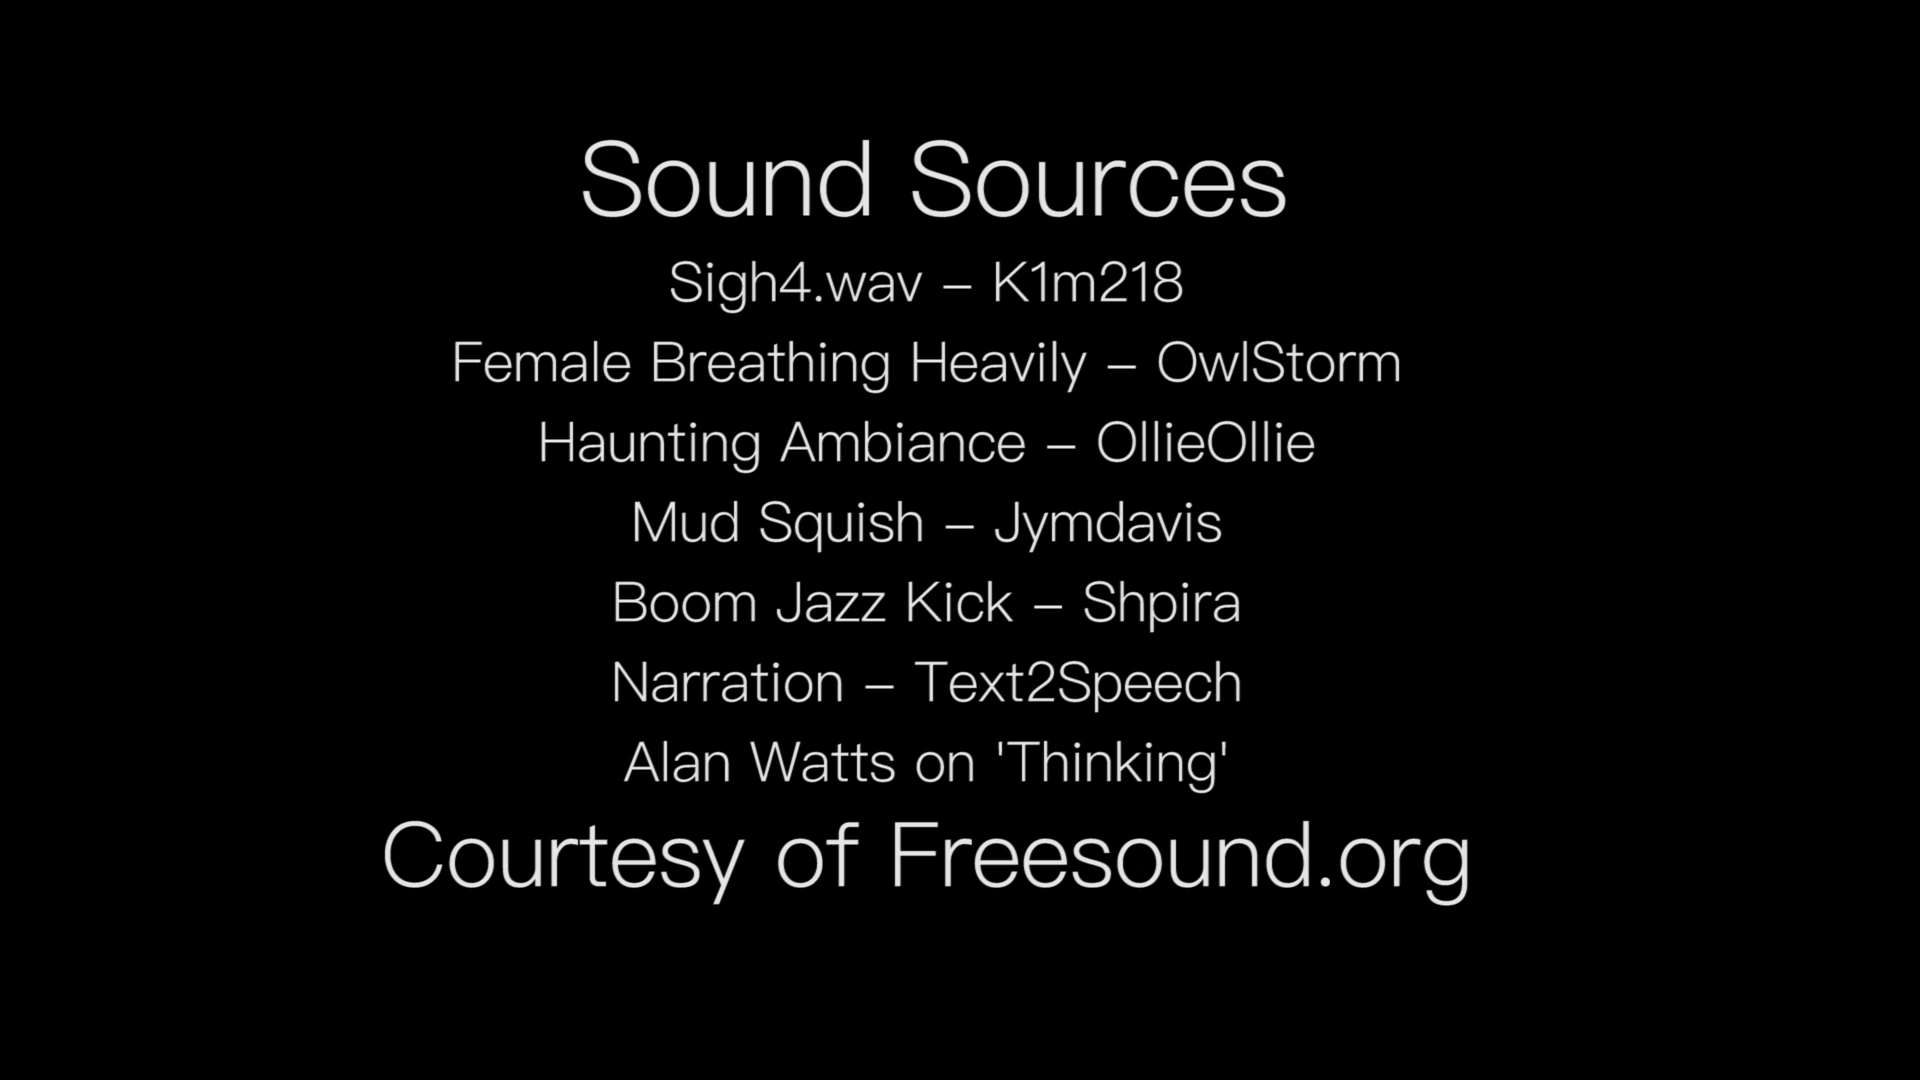 Sound Sources
Sigh4.wav – K1m218
Female Breathing Heavily – OwlStorm
Haunting Ambiance – OllieOllie
Mud Squish – Jymdavis
Boom Jazz Kick – Shpira
Narration – Text2Speech
Alan Watts on 'Thinking'
Courtesy of Freesound.org